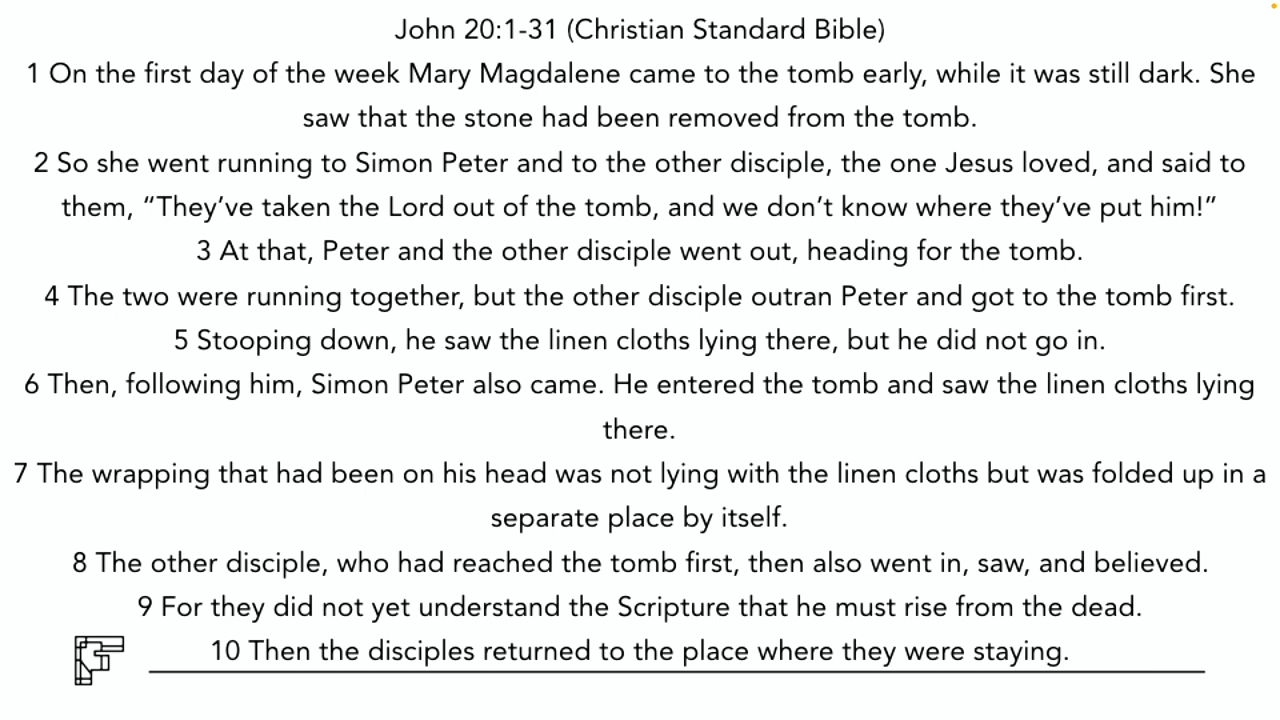 John 20:1-31 (Christian Standard Bible)
1 On the first day of the week Mary Magdalene came to the tomb early, while it was still dark. She
saw that the stone had been removed from the tomb.
2 So she went running to Simon Peter and to the other disciple, the one Jesus loved, and said to
them, “They’ve taken the Lord out of the tomb, and we don’t know where they’ve put him!”
3 At that, Peter and the other disciple went out, heading for the tomb.
4 The two were running together, but the other disciple outran Peter and got to the tomb first.
5 Stooping down, he saw the linen cloths lying there, but he did not go in.
6 Then, following him, Simon Peter also came. He entered the tomb and saw the linen cloths lying
there.
7 The wrapping that had been on his head was not lying with the linen cloths but was folded up in a
separate place by itself.
8 The other disciple, who had reached the tomb first, then also went in, saw, and believed.
9 For they did not yet understand the Scripture that he must rise from the dead.
10 Then the disciples returned to the place where they were staying.